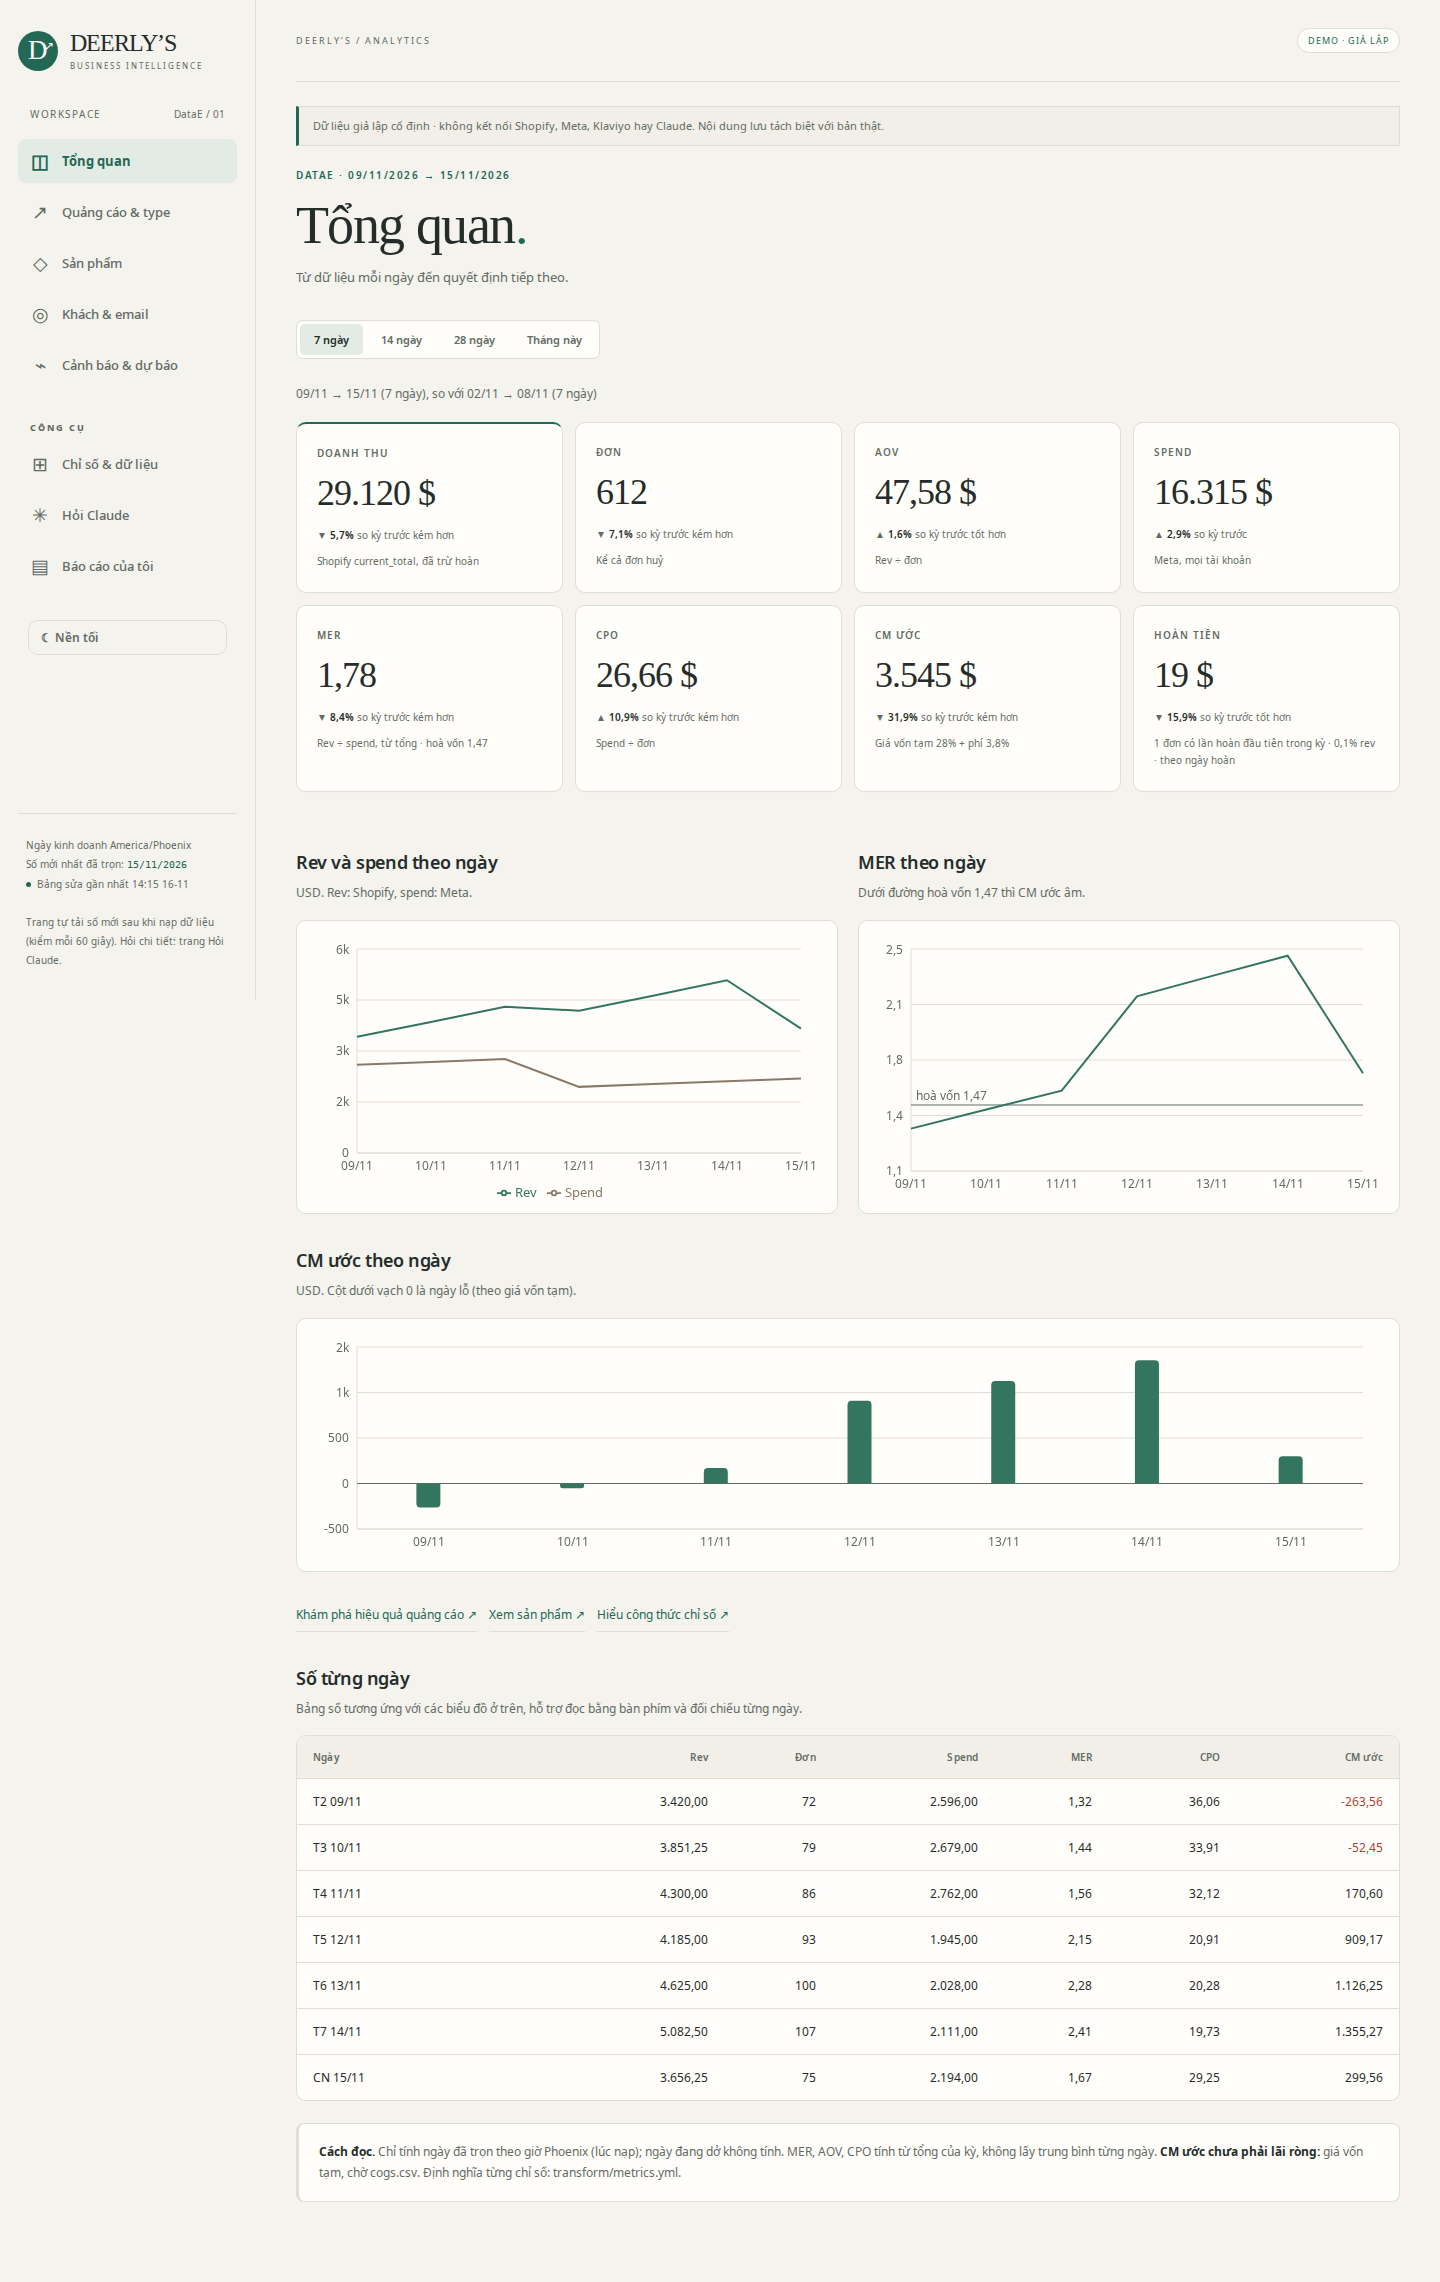 DEERLY'S
BUSINESS INTELLIGENCE
WORKSPACE DataE / 01
Tổng quan
Quảng cáo & type
Sản phẩm
Khách & email
Cảnh báo & dự báo
CÔNG CỤ
Chỉ số & dữ liệu
Hỏi Claude
Báo cáo của tôi
☾ Nền tối
Ngày kinh doanh America/Phoenix
Số mới nhất đã trọn: 15/11/2026
Bảng sửa gần nhất 14:15 16-11
Trang tự tải số mới sau khi nạp dữ liệu
(kiểm mỗi 60 giây). Hỏi chi tiết: trang Hỏi
Claude.
DEERLY'S / ANALYTICS
DEMO · GIẢ LẬP
Dữ liệu giả lập cố định · không kết nối Shopify, Meta, Klaviyo hay Claude. Nội dung lưu tách biệt với bản thật.
DATAE · 09/11/2026 → 15/11/2026
Tổng quan.
Từ dữ liệu mỗi ngày đến quyết định tiếp theo.
7 ngày 14 ngày 28 ngày Tháng này
09/11 → 15/11 (7 ngày), so với 02/11 → 08/11 (7 ngày)
DOANH THU
29.120 $
▼ 5,7% so kỳ trước kém hơn
Shopify current_total, đã trừ hoàn
ĐƠN
612
▼ 7,1% so kỳ trước kém hơn
Kể cả đơn huỷ
AOV
47,58 $
▲ 1,6% so kỳ trước tốt hơn
Rev ÷ đơn
SPEND
16.315 $
▲ 2,9% so kỳ trước
Meta, mọi tài khoản
MER
1,78
▼ 8,4% so kỳ trước kém hơn
Rev ÷ spend, từ tổng · hoà vốn 1,47
CPO
26,66 $
▲ 10,9% so kỳ trước kém hơn
Spend ÷ đơn
CM ƯỚC
3.545 $
▼ 31,9% so kỳ trước kém hơn
Giá vốn tạm 28% + phí 3,8%
HOÀN TIỀN
19 $
▼ 15,9% so kỳ trước tốt hơn
1 đơn có lần hoàn đầu tiên trong kỳ · 0,1% rev
· theo ngày hoàn
Rev và spend theo ngày
USD. Rev: Shopify, spend: Meta.
6k
5k
3k
2k
0
09/11 10/11 11/11 12/11 13/11 14/11 15/11
Rev Spend
MER theo ngày
Dưới đường hoà vốn 1,47 thì CM ước âm.
2,5
2,1
1,8
hoà vốn 1,47
1,4
1,1
09/11 10/11 11/11 12/11 13/11 14/11 15/11
CM ước theo ngày
USD. Cột dưới vạch 0 là ngày lỗ (theo giá vốn tạm).
2k
1k
500
0
-500
09/11 10/11 11/11 12/11 13/11 14/11 15/11
Khám phá hiệu quả quảng cáo ↗ Xem sản phẩm ↗ Hiểu công thức chỉ số ↗
Số từng ngày
Bảng số tương ứng với các biểu đồ ở trên, hỗ trợ đọc bằng bàn phím và đối chiếu từng ngày.
Ngày Rev Đơn Spend MER CPO CM ước
T2 09/11 3.420,00 72 2.596,00 1,32 36,06 -263,56
T3 10/11 3.851,25 79 2.679,00 1,44 33,91 -52,45
T4 11/11 4.300,00 86 2.762,00 1,56 32,12 170,60
T5 12/11 4.185,00 93 1.945,00 2,15 20,91 909,17
T6 13/11 4.625,00 100 2.028,00 2,28 20,28 1.126,25
T7 14/11 5.082,50 107 2.111,00 2,41 19,73 1.355,27
CN 15/11 3.656,25 75 2.194,00 1,67 29,25 299,56
Cách đọc. Chỉ tính ngày đã trọn theo giờ Phoenix (lúc nạp); ngày đang dở không tính. MER, AOV, CPO tính từ tổng của kỳ, không lấy trung bình từng ngày. CM ước chưa phải lãi ròng: giá vốn
tạm, chờ cogs.csv. Định nghĩa từng chỉ số: transform/metrics.yml.